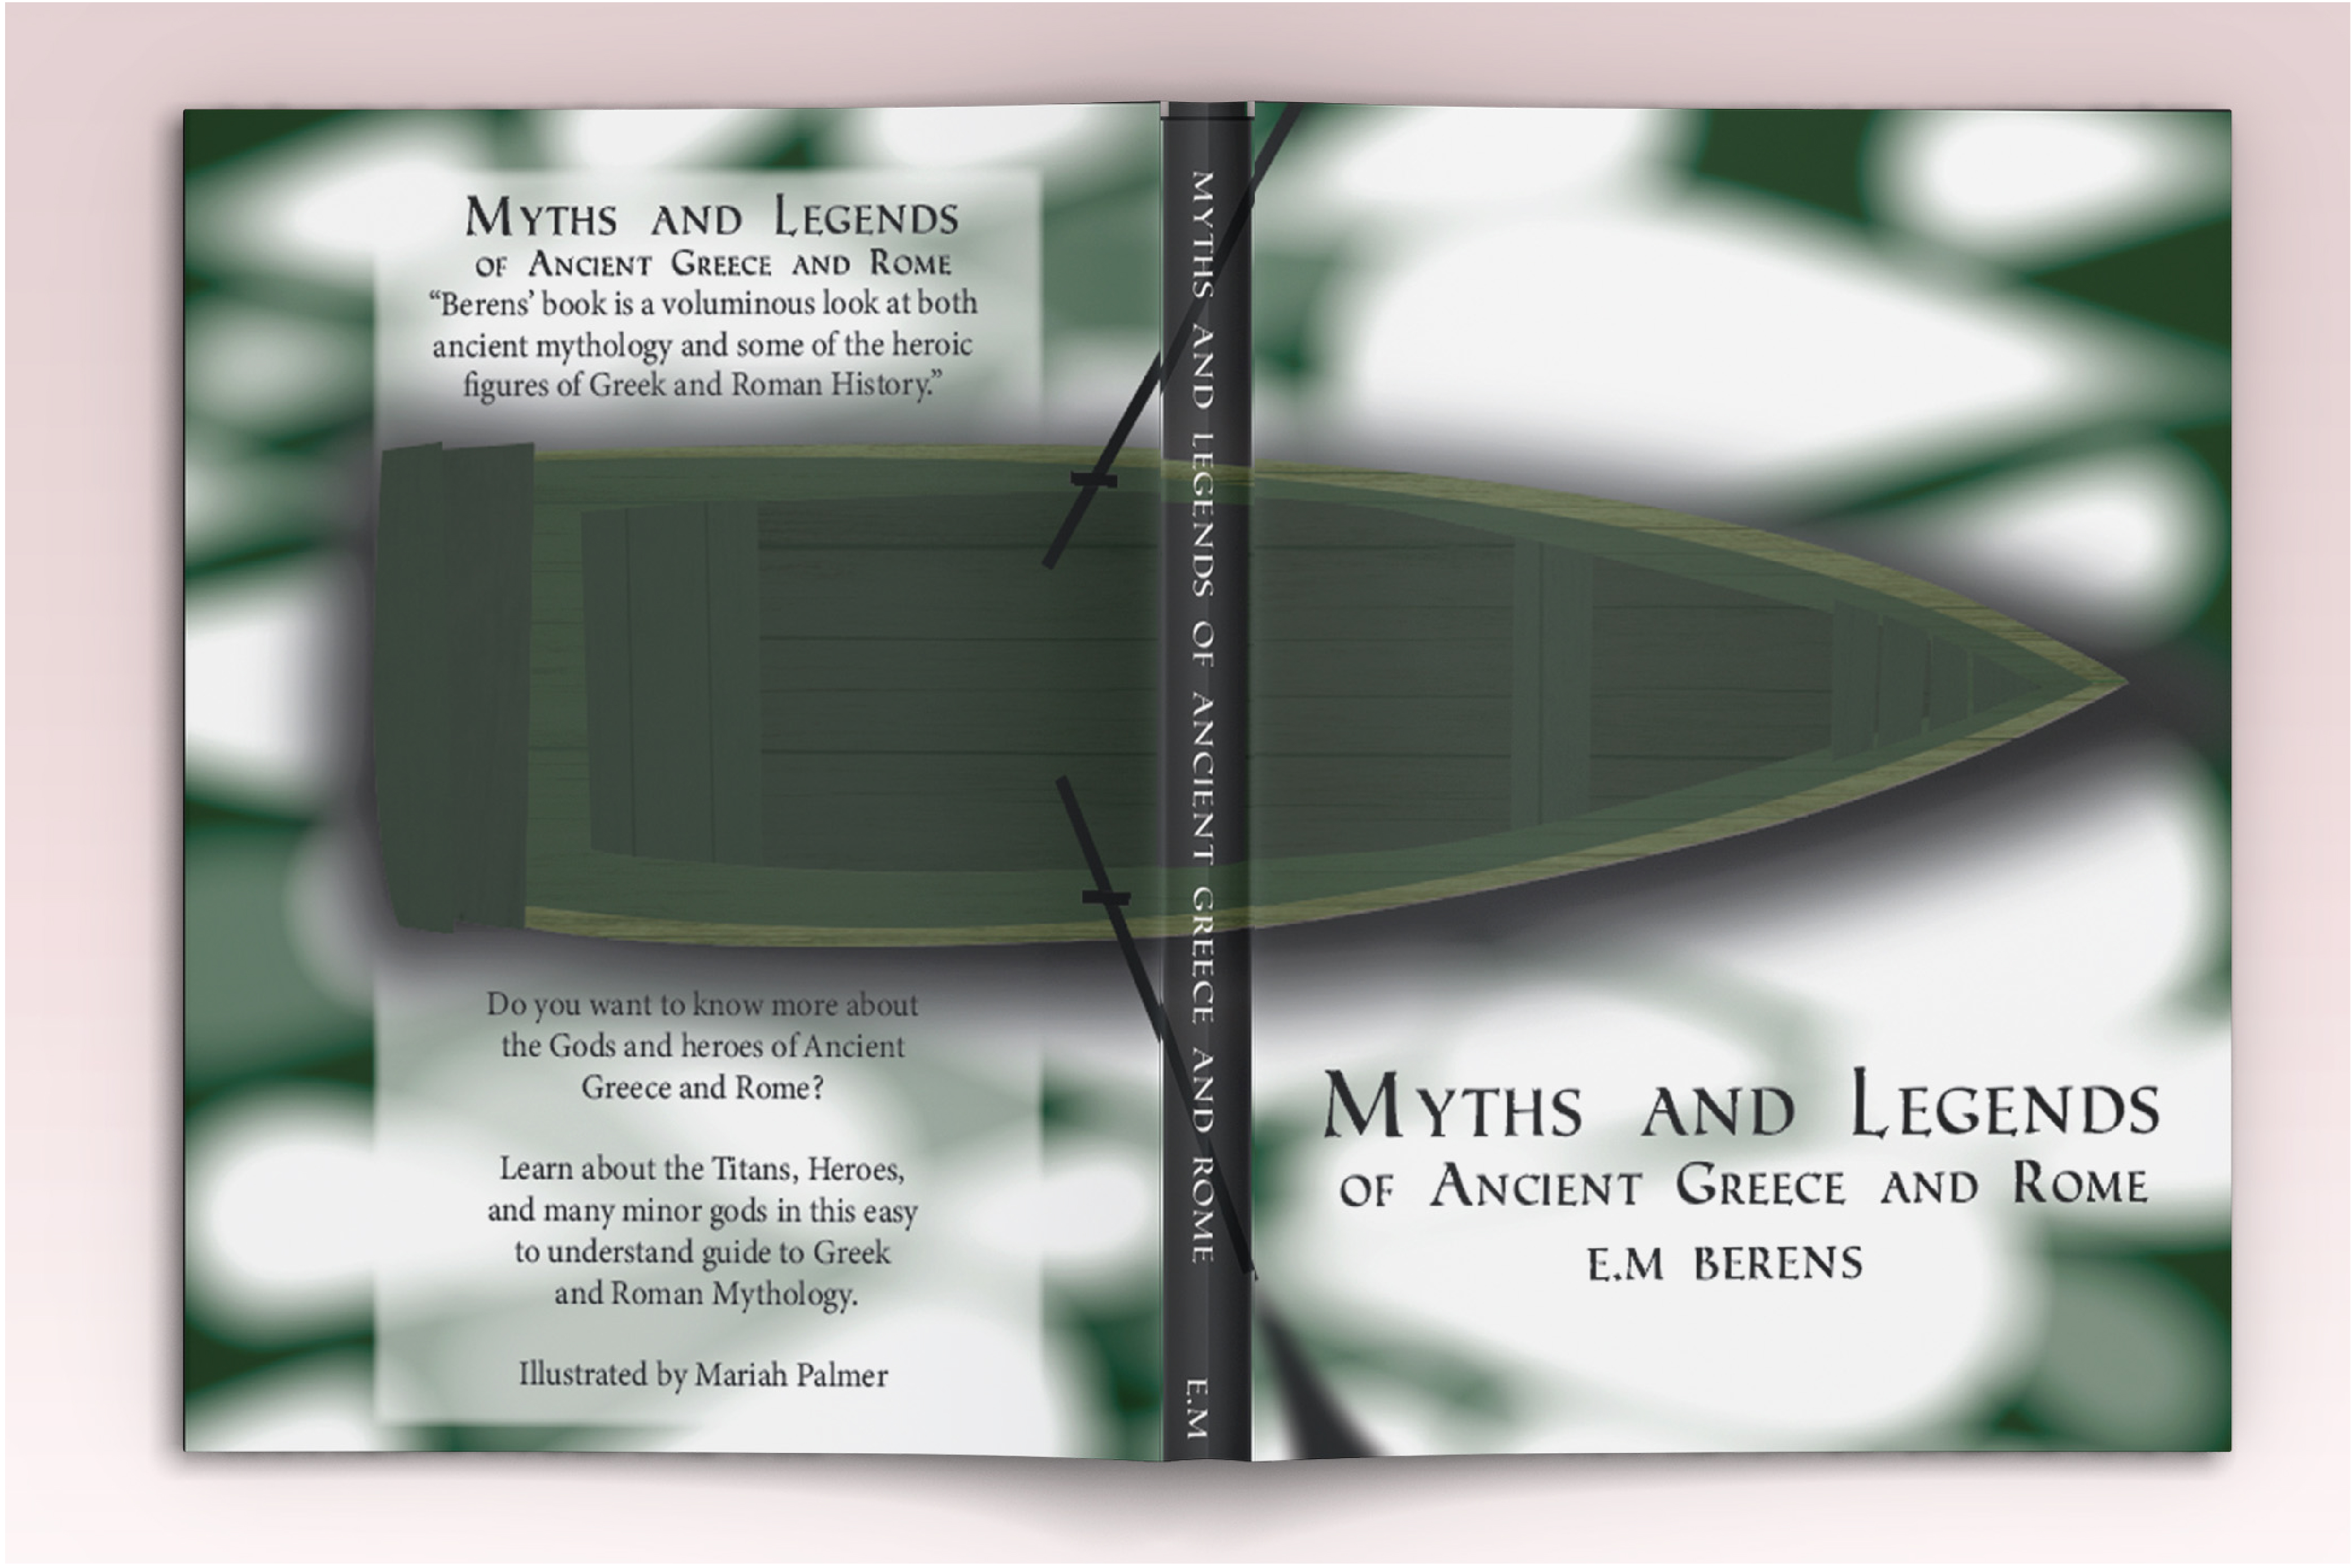 Myths and Legends
of Ancient Greece and Rome
“Berens’ book is a voluminous look at both
ancient mythology and some of the heroic
figures of Greek and Roman History.”
Do you want to know more about
the Gods and heroes of Ancient
Greece and Rome?
Learn about the Titans, Heroes,
and many minor gods in this easy
to understand guide to Greek
and Roman Mythology.
Illustrated by Mariah Palmer
MYTHS AND LEGENDS OF ANCIENT GREECE AND ROME
E.M
Myths and Legends
of Ancient Greece and Rome
E.M BERENS